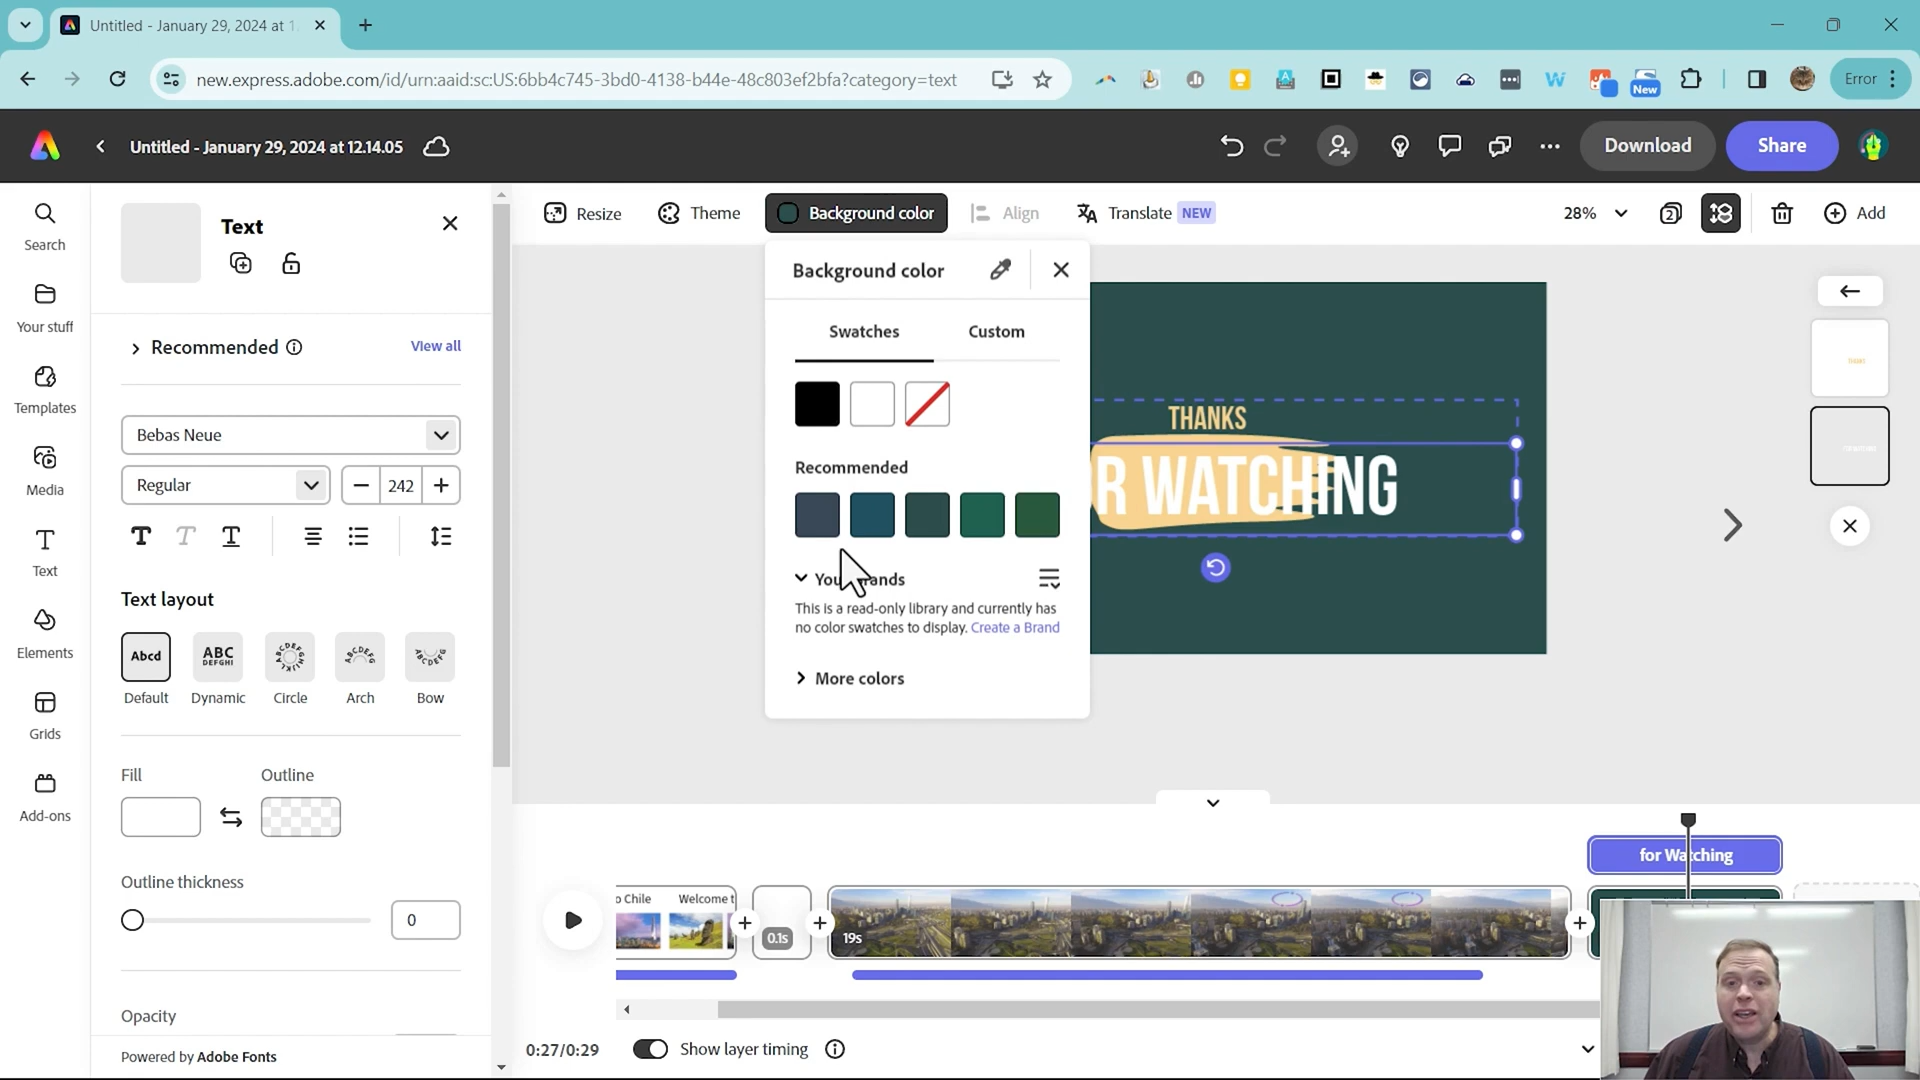 Untitled - January 29, 2024 at 1
new.express.adobe.com/id/urn:aaid:sc:US:6bb4c745-3bd0-4138-b44e-48c803ef2bfa?category=text
New
Error
Untitled - January 29, 2024 at 12.14.05
Download
Share
Search
Your stuff
Templates
Media
Text
Elements
Grids
Add-ons
Text
Recommended
View all
Bebas Neue
Regular
242
Text layout
Abcd
ABC
DEFGHI
Default
Dynamic
Circle
Arch
Bow
Fill
Outline
Outline thickness
0
Opacity
Powered by Adobe Fonts
Resize
Theme
Background color
Align
Translate
NEW
28%
2
Add
Background color
Swatches
Custom
Recommended
This is a read-only library and currently has
no color swatches to display. Create a Brand
More colors
THANKS
R WATCHING
THANKS
for Watching
o Chile
Welcome t
0.1s
19s
0:27/0:29
Show layer timing